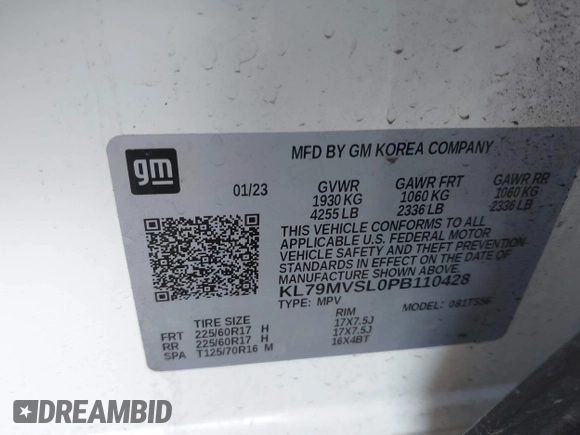 MFD BY GM KOREA COMPANY
gm
01/23 GVWR GAWR FRT GAWR RR
1930 KG 1060 KG 1060 KG
4255 LB 2336 LB 2336 LB
THIS VEHICLE CONFORMS TO ALL
APPLICABLE U.S. FEDERAL MOTOR
VEHICLE SAFETY AND THEFT PREVENTION
STANDARDS IN EFFECT ON THE DATE OF
MANUFACTURE SHOWN ABOVE.
KL79MVSL0PB110428
TYPE: MPV MODEL: 081TS56
TIRE SIZE RIM
FRT 225/60R17 H 17X7.5J
RR 225/60R17 H 17X7.5J
SPA T125/70R16 M 16X4BT
DREAMBID